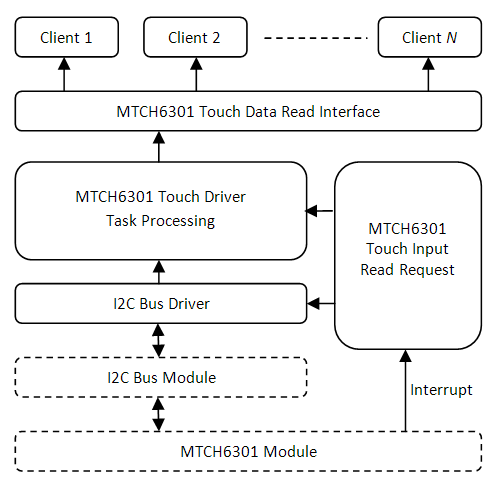 Client 1
Client 2
Client N
MTCH6301 Touch Data Read Interface
MTCH6301 Touch Driver
Task Processing
MTCH6301
Touch Input
Read Request
I2C Bus Driver
I2C Bus Module
Interrupt
MTCH6301 Module